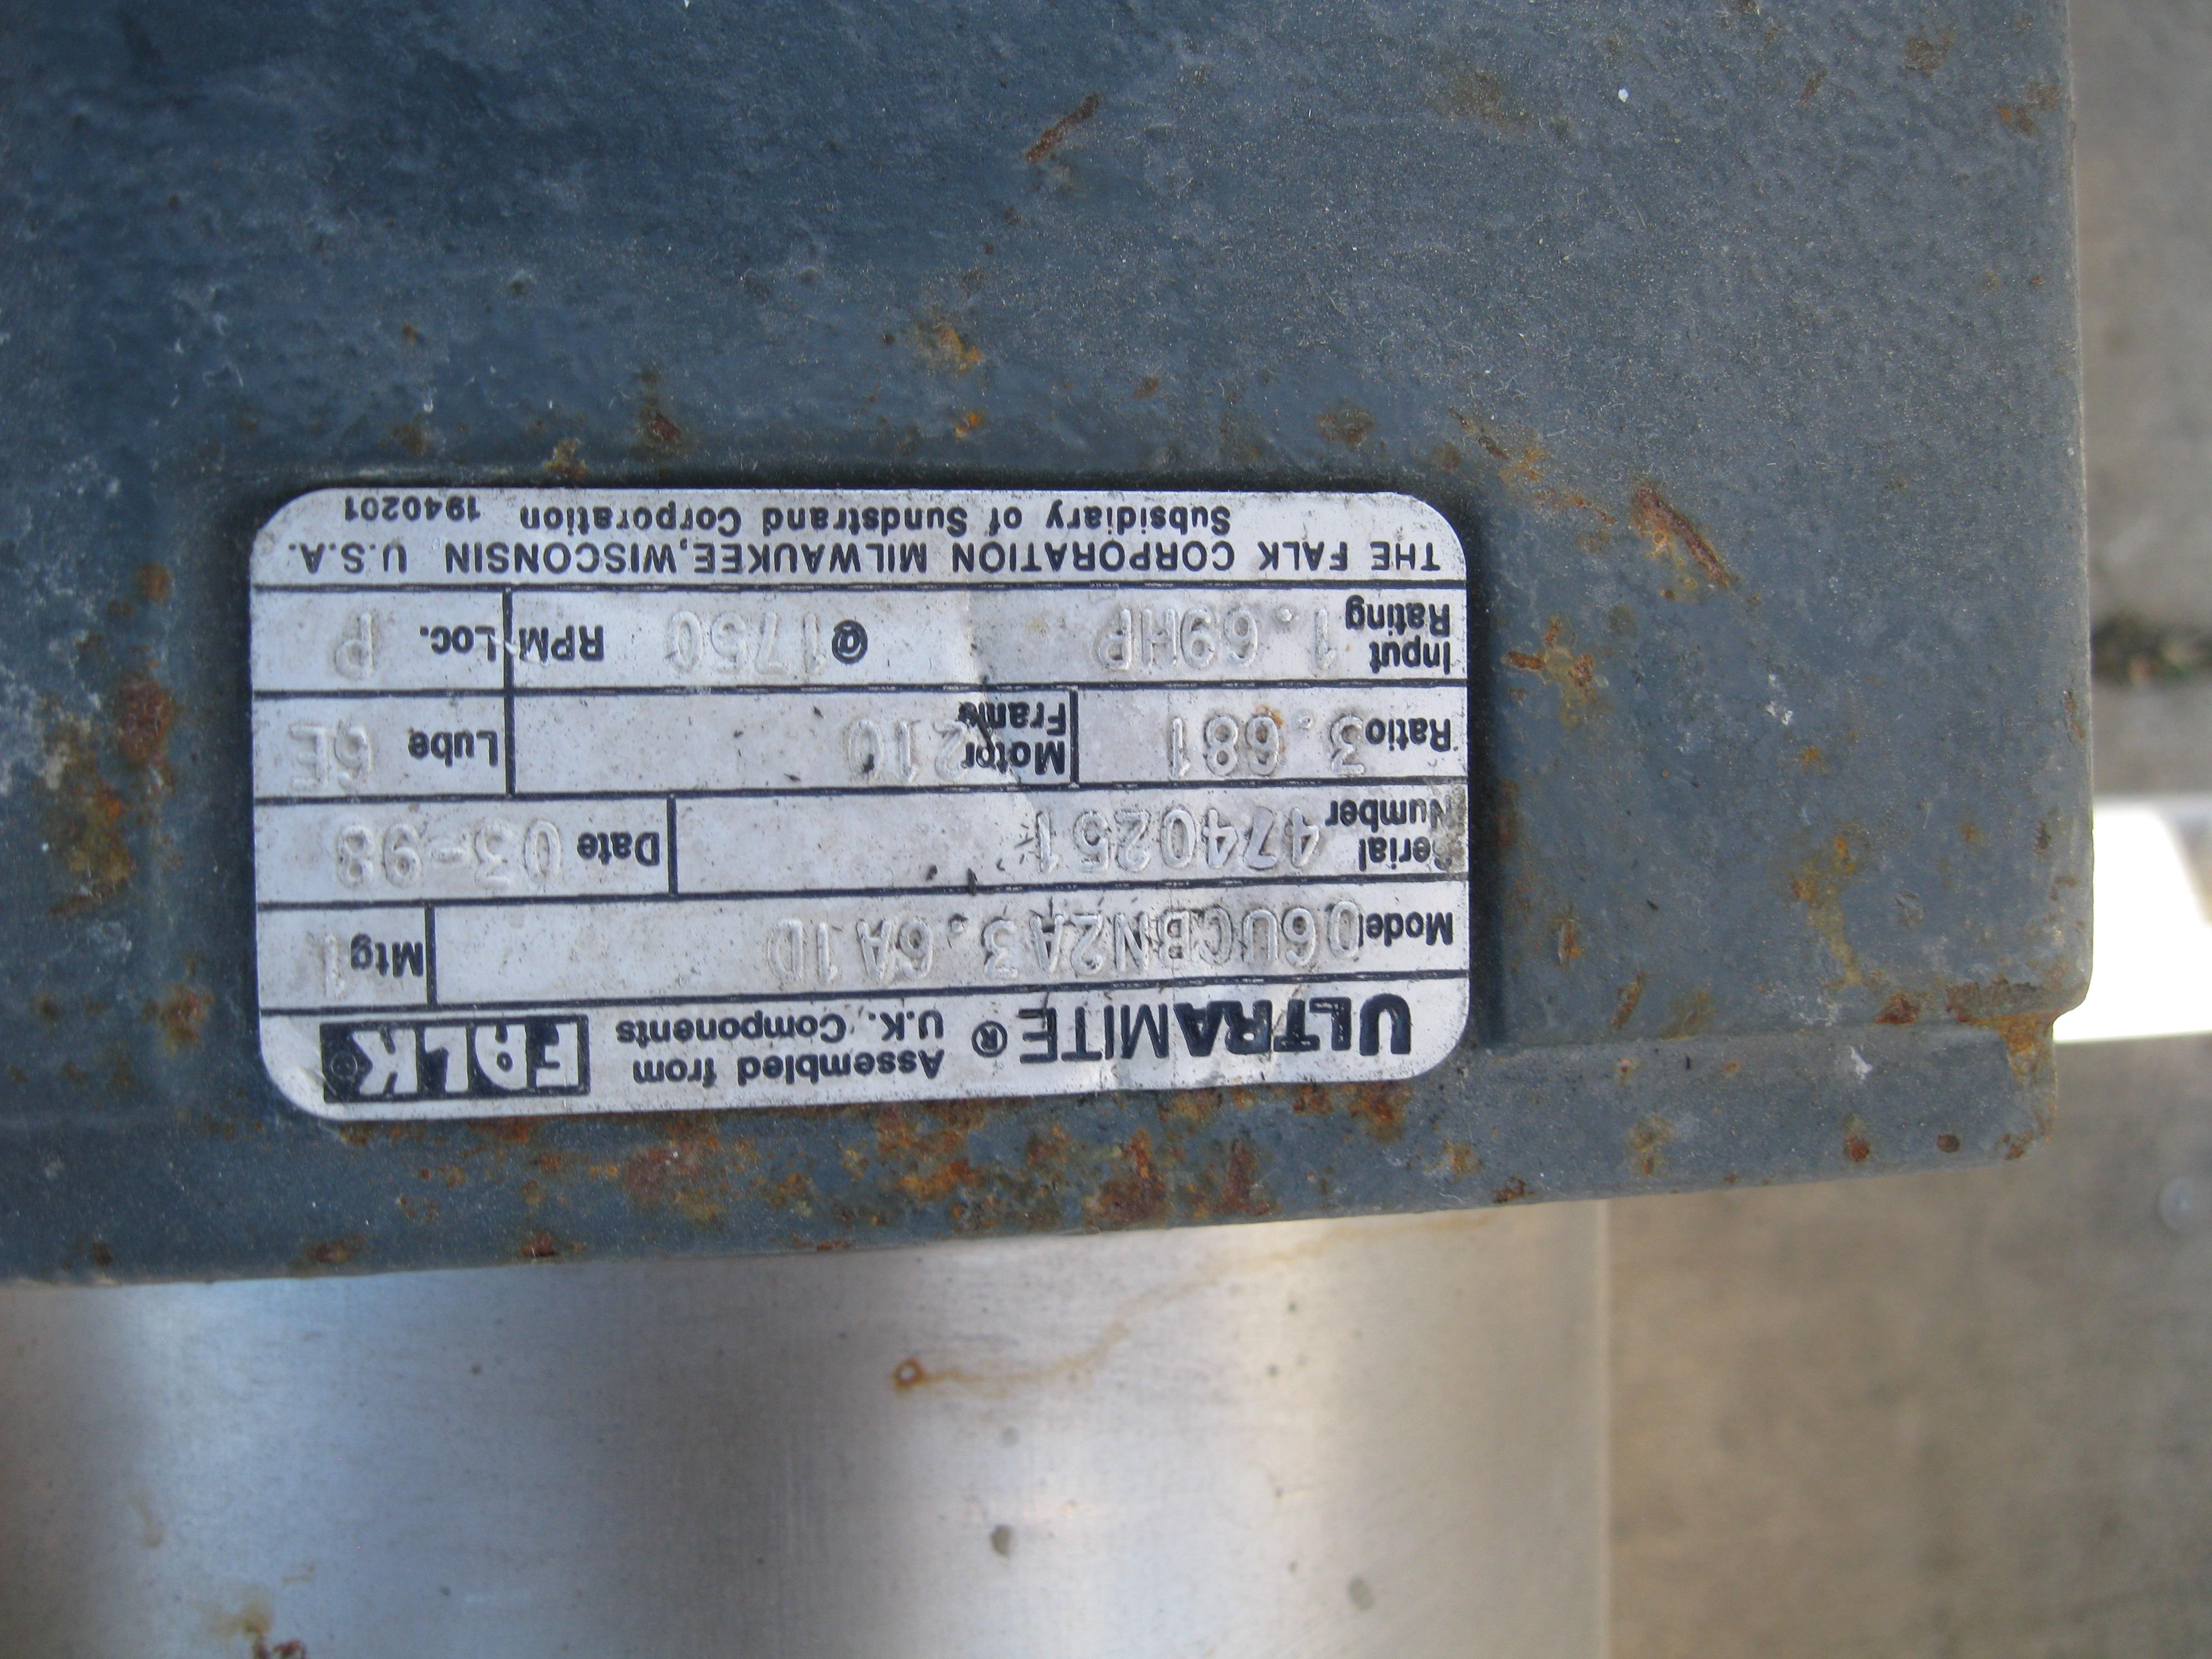 ULTRAMITE® Assembled from U.K. Components FALK®
Model 06UCBN2A3.6A1D Mtg 1
Serial Number 4740251 Date 03-98
Ratio 3.681 Motor Frame 210 Lube 6E
Input Rating 1.69HP @1750 RPM Loc. P
THE FALK CORPORATION MILWAUKEE, WISCONSIN U.S.A.
Subsidiary of Sundstrand Corporation 1940201